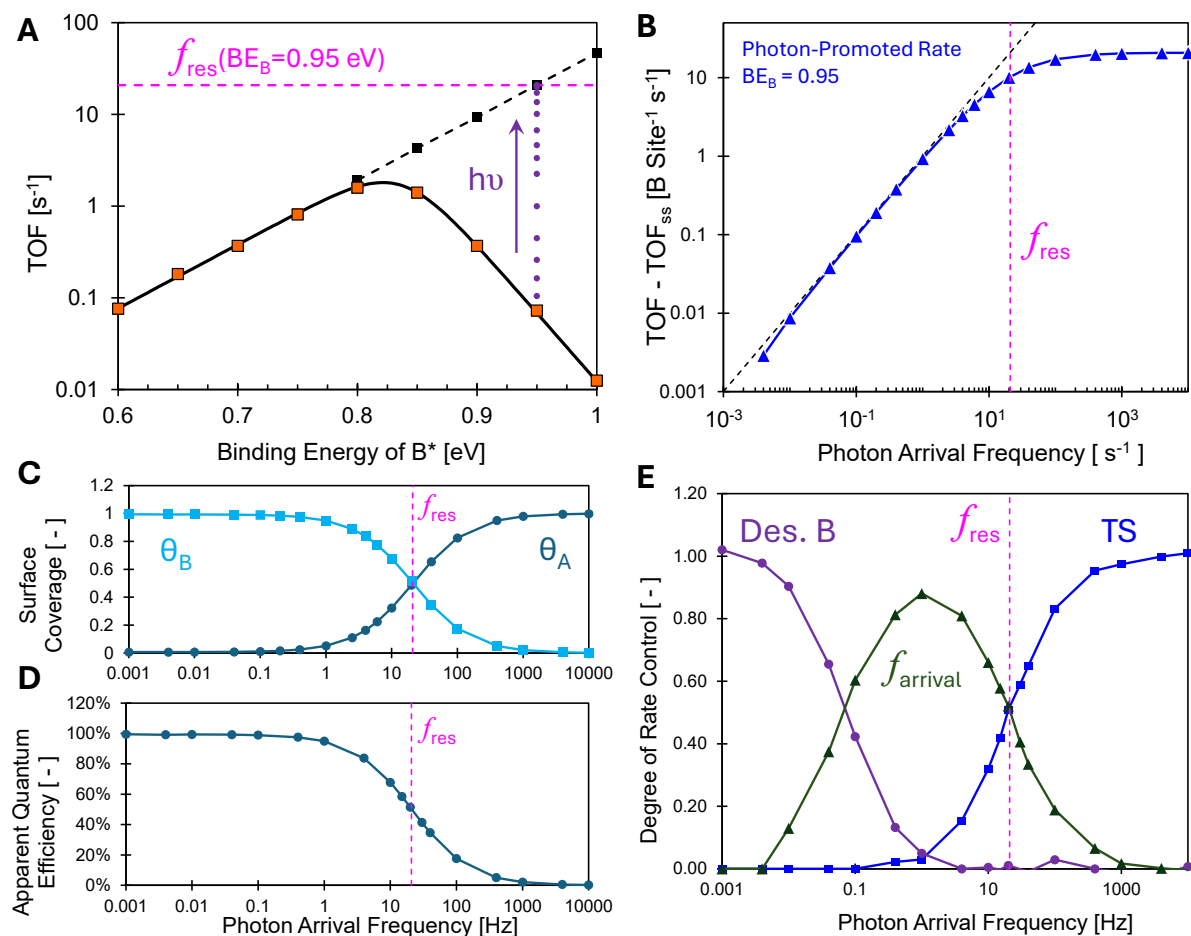 A
100
10
1
0.1
0.01
TOF [s⁻¹]
f_res(BE_B=0.95 eV)
hυ
0.6
0.7
0.8
0.9
1
Binding Energy of B* [eV]
B
10
1
0.1
0.01
0.001
TOF - TOF_ss [B Site⁻¹ s⁻¹]
Photon-Promoted Rate
BE_B = 0.95
f_res
10⁻³
10⁻¹
10¹
10³
Photon Arrival Frequency [ s⁻¹ ]
C
1.2
1
0.8
0.6
0.4
0.2
0
Surface
Coverage [ - ]
θ_B
f_res
θ_A
0.001
0.01
0.1
1
10
100
1000
10000
D
120%
100%
80%
60%
40%
20%
0%
Apparent Quantum
Efficiency [ - ]
f_res
0.001
0.01
0.1
1
10
100
1000
10000
Photon Arrival Frequency [Hz]
E
1.20
1.00
0.80
0.60
0.40
0.20
0.00
Degree of Rate Control [ - ]
Des. B
f_res
TS
f_arrival
0.001
0.1
10
1000
Photon Arrival Frequency [Hz]